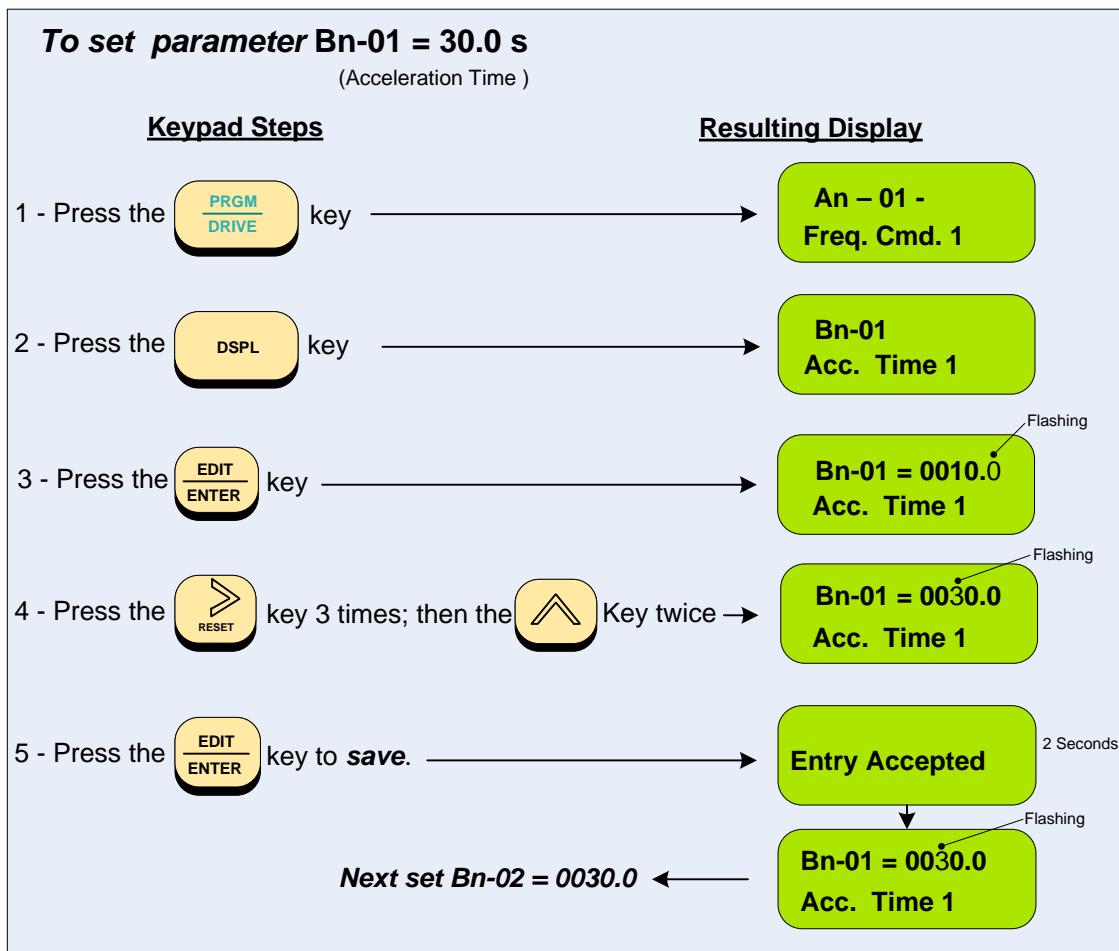 To set parameter Bn-01 = 30.0 s
(Acceleration Time )
Keypad Steps
Resulting Display
1 - Press the PRGM DRIVE key
An – 01 -
Freq. Cmd. 1
2 - Press the DSPL key
Bn-01
Acc. Time 1
Flashing
3 - Press the EDIT ENTER key
Bn-01 = 0010.0
Acc. Time 1
Flashing
4 - Press the RESET key 3 times; then the Key twice
Bn-01 = 0030.0
Acc. Time 1
5 - Press the EDIT ENTER key to save.
Entry Accepted
2 Seconds
Flashing
Bn-01 = 0030.0
Acc. Time 1
Next set Bn-02 = 0030.0